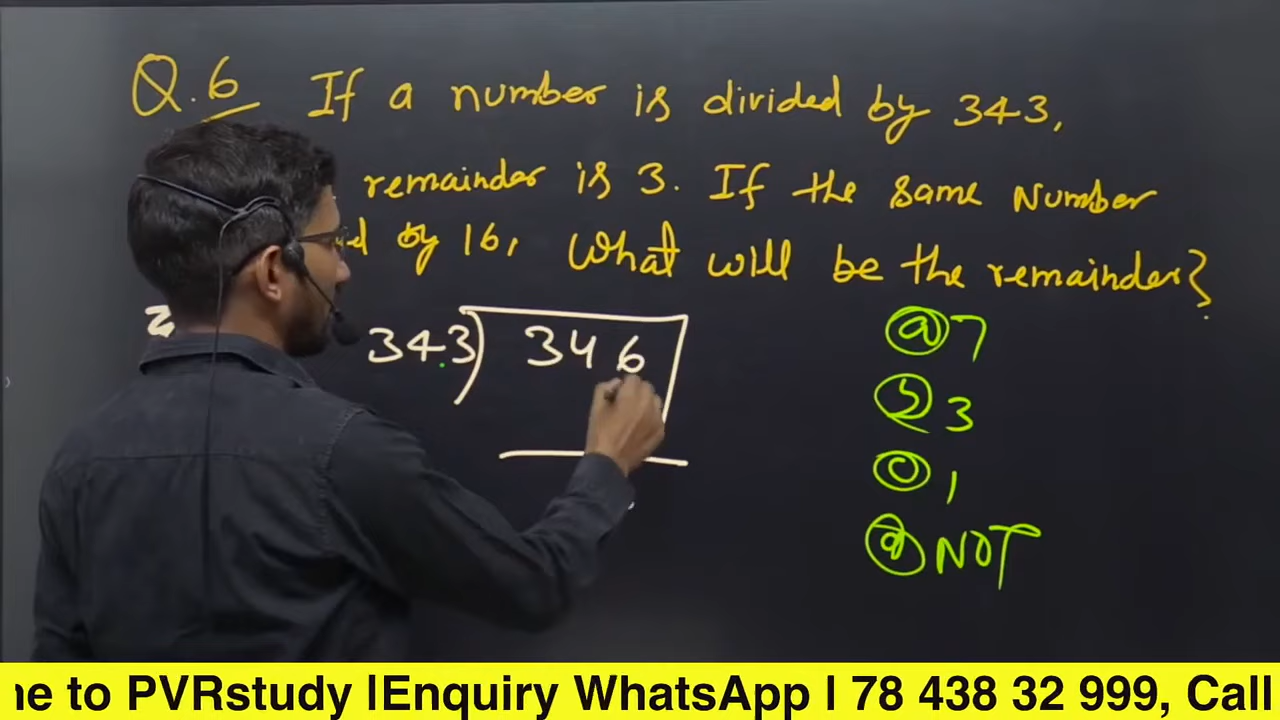 Q.6 If a number is divided by 343,
remainder is 3. If the same Number
by 16, What will be the remainder?
343) 346
(a) 7
(b) 3
(c) 1
(d) NOT
ne to PVRstudy |Enquiry WhatsApp I 78 438 32 999, Call